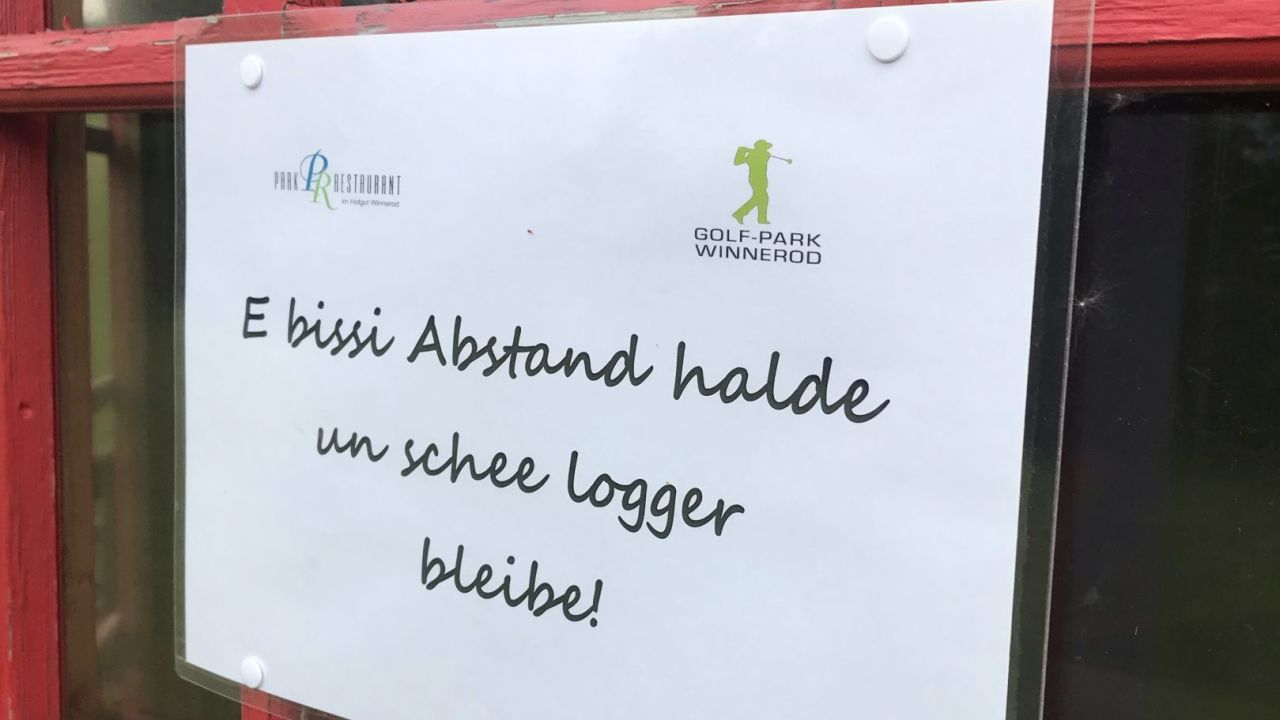 PARK PR RESTAURANT
im Hofgut Winnerod
GOLF-PARK
WINNEROD
E bissi Abstand halde
un schee logger
bleibe!